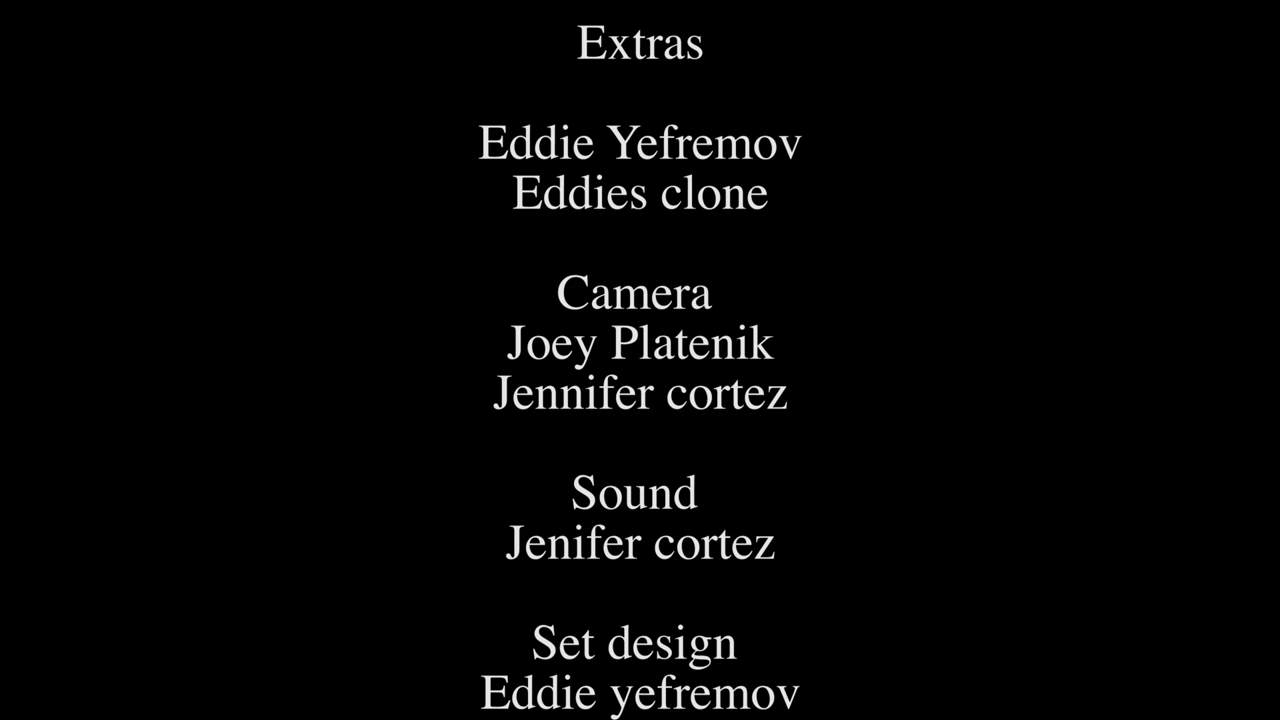 Extras
Eddie Yefremov
Eddies clone
Camera
Joey Platenik
Jennifer cortez
Sound
Jenifer cortez
Set design
Eddie yefremov